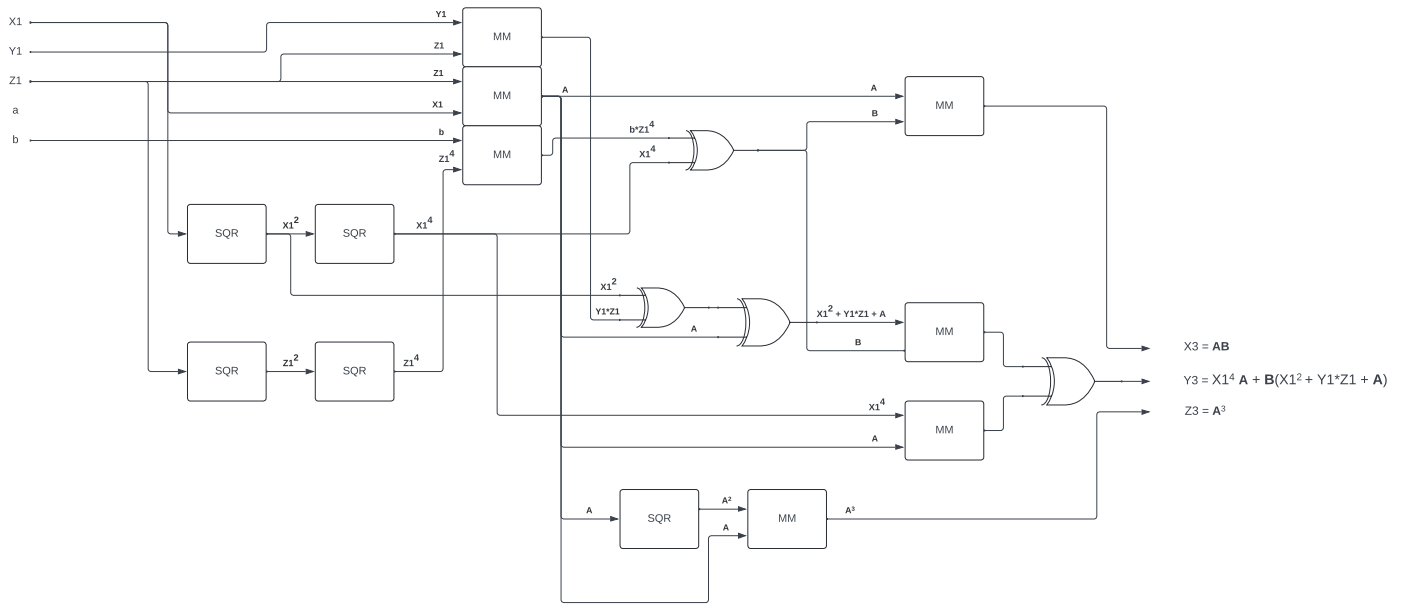 X1
Y1
Z1
a
b
Y1
Z1
MM
Z1
X1
MM
b
Z1⁴
MM
A
A
B
MM
b*Z1⁴
X1⁴
SQR
X1²
SQR
X1⁴
X1²
Y1*Z1
A
X1² + Y1*Z1 + A
B
MM
SQR
Z1²
SQR
Z1⁴
X1⁴
A
MM
A
SQR
A²
A
MM
A³
X3 = AB
Y3 = X1⁴ A + B(X1² + Y1*Z1 + A)
Z3 = A³